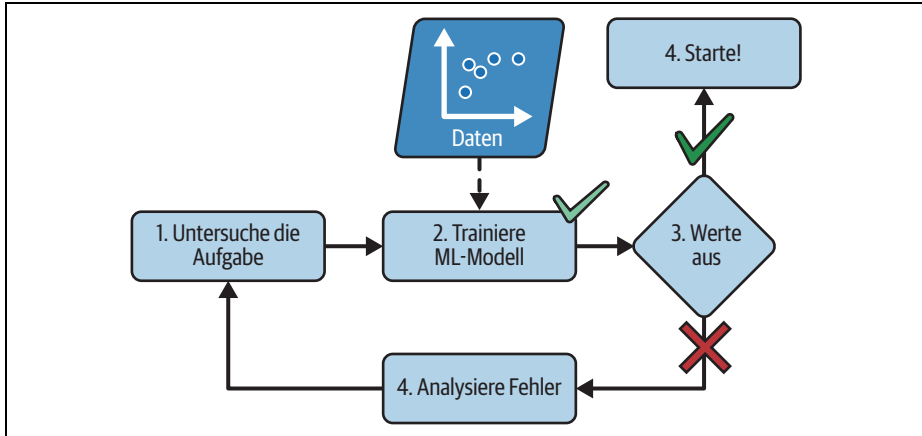 Daten
4. Starte!
1. Untersuche die
Aufgabe
2. Trainiere
ML-Modell
3. Werte
aus
4. Analysiere Fehler